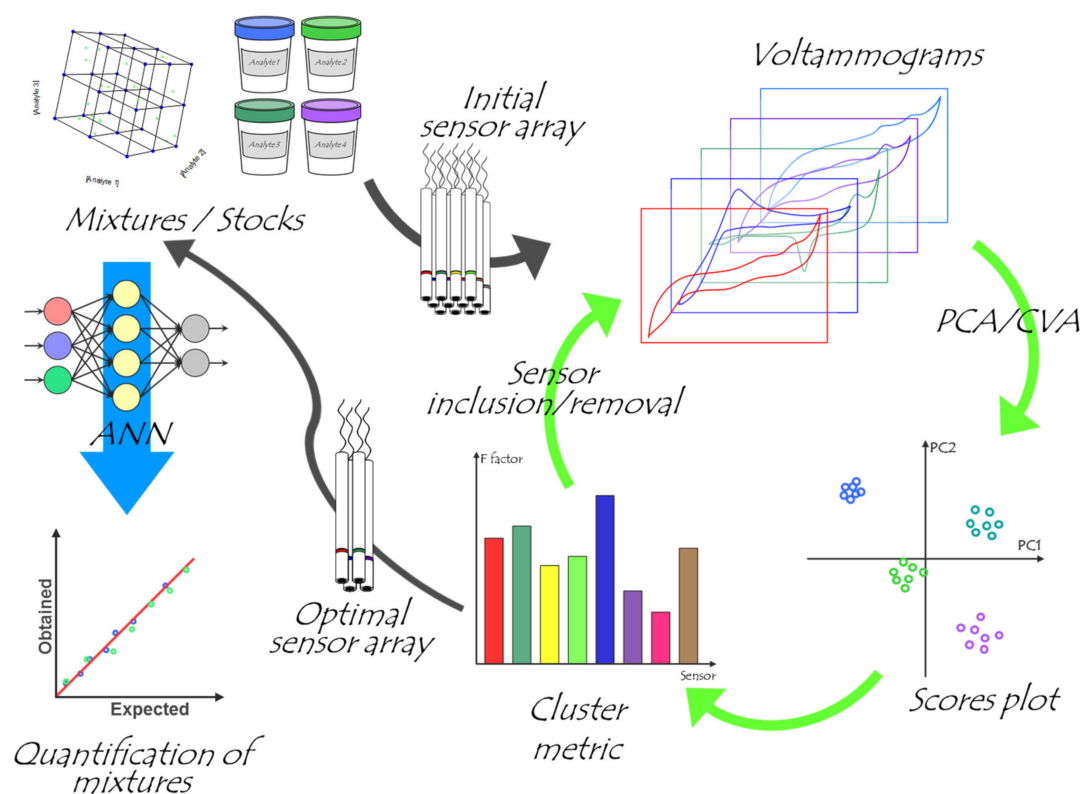 [Analyte 3]
[Analyte 1]
[Analyte 2]
Analyte1
Analyte2
Analyte3
Analyte4
Mixtures / Stocks
Initial
sensor array
Voltammograms
PCA/CVA
Sensor
inclusion/removal
ANN
Optimal
sensor array
F factor
Sensor
Cluster
metric
PC2
PC1
Scores plot
Obtained
Expected
Quantification of
mixtures